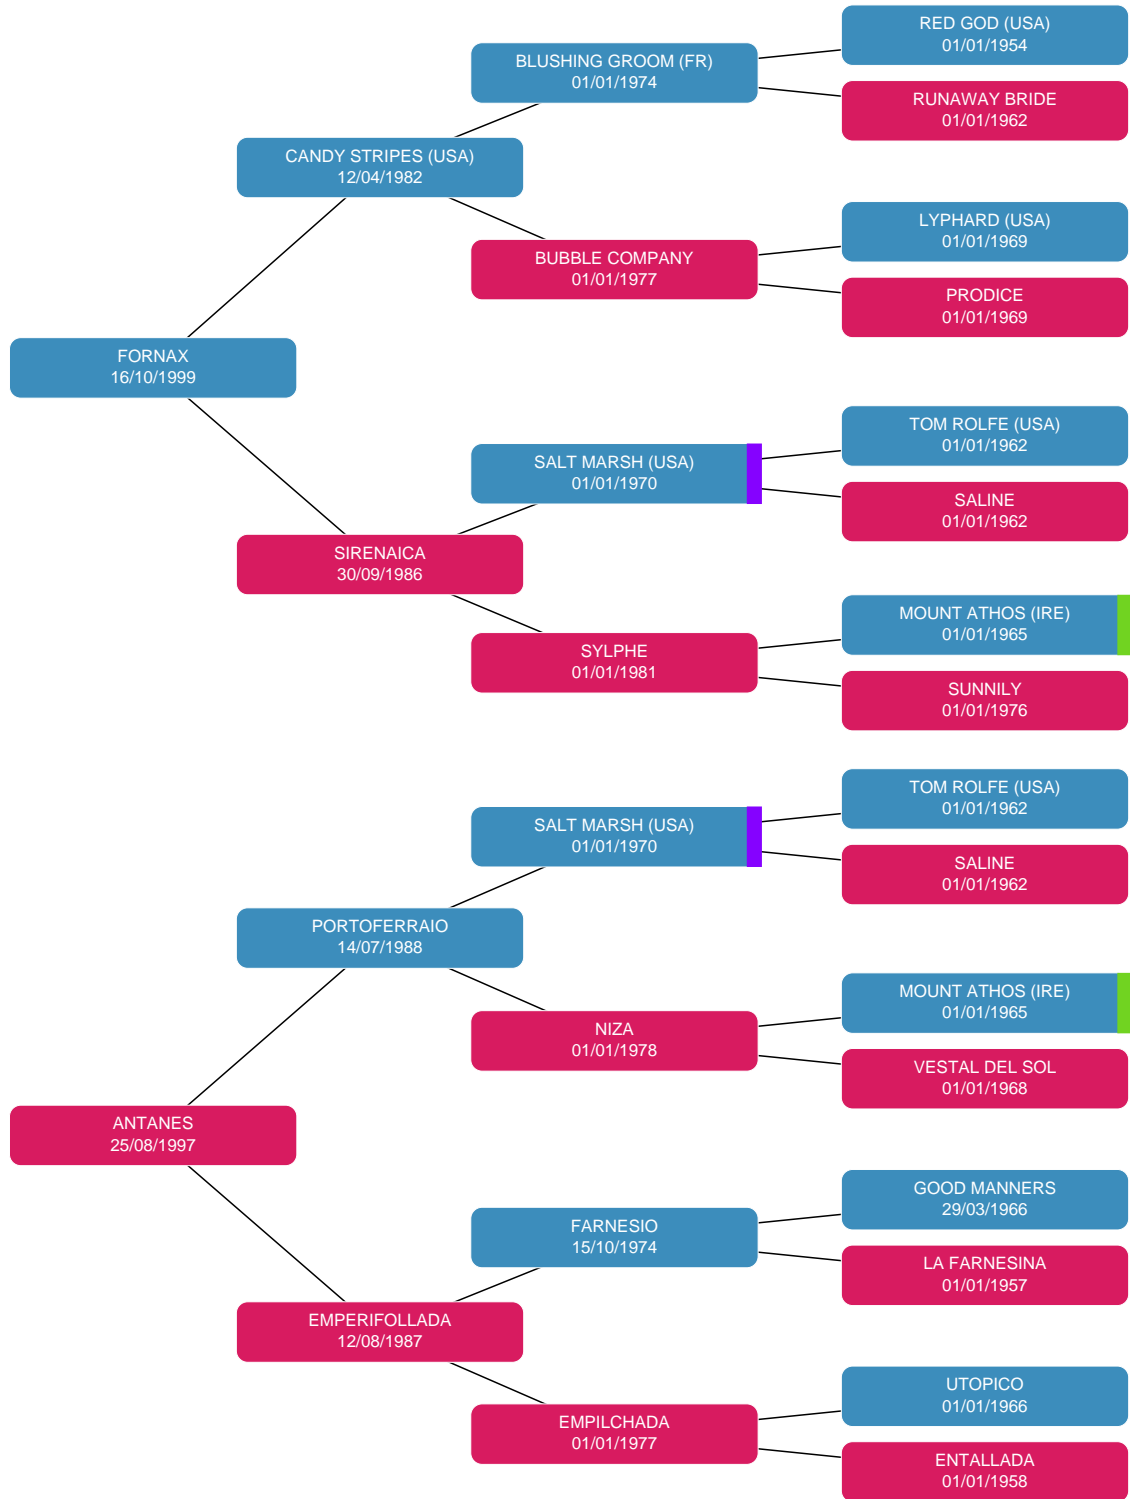 RED GOD (USA)
01/01/1954
BLUSHING GROOM (FR)
01/01/1974
RUNAWAY BRIDE
01/01/1962
CANDY STRIPES (USA)
12/04/1982
LYPHARD (USA)
01/01/1969
BUBBLE COMPANY
01/01/1977
PRODICE
01/01/1969
FORNAX
16/10/1999
TOM ROLFE (USA)
01/01/1962
SALT MARSH (USA)
01/01/1970
SALINE
01/01/1962
SIRENAICA
30/09/1986
MOUNT ATHOS (IRE)
01/01/1965
SYLPHE
01/01/1981
SUNNILY
01/01/1976
TOM ROLFE (USA)
01/01/1962
SALT MARSH (USA)
01/01/1970
SALINE
01/01/1962
PORTOFERRAIO
14/07/1988
MOUNT ATHOS (IRE)
01/01/1965
NIZA
01/01/1978
VESTAL DEL SOL
01/01/1968
ANTANES
25/08/1997
GOOD MANNERS
29/03/1966
FARNESIO
15/10/1974
LA FARNESINA
01/01/1957
EMPERIFOLLADA
12/08/1987
UTOPICO
01/01/1966
EMPILCHADA
01/01/1977
ENTALLADA
01/01/1958